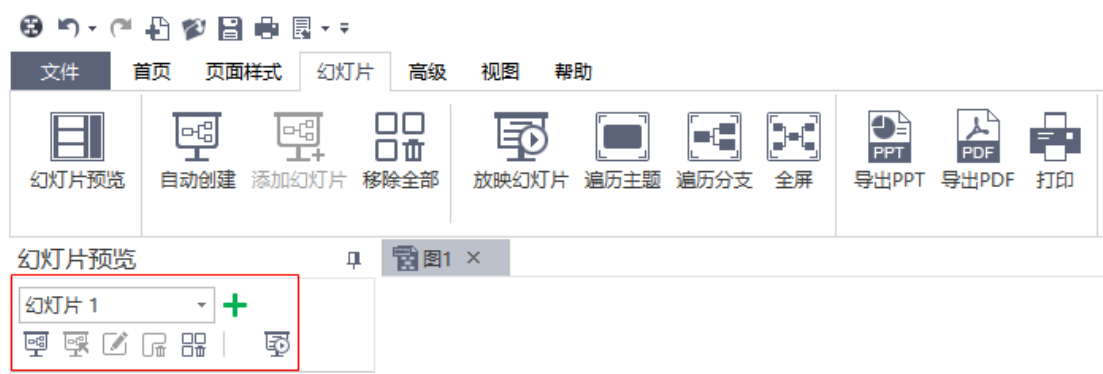 文件 首页 页面样式 幻灯片 高级 视图 帮助
PPT PDF
幻灯片预览 自动创建 添加幻灯片 移除全部 放映幻灯片 遍历主题 遍历分支 全屏 导出PPT 导出PDF 打印
幻灯片预览 图1
幻灯片 1